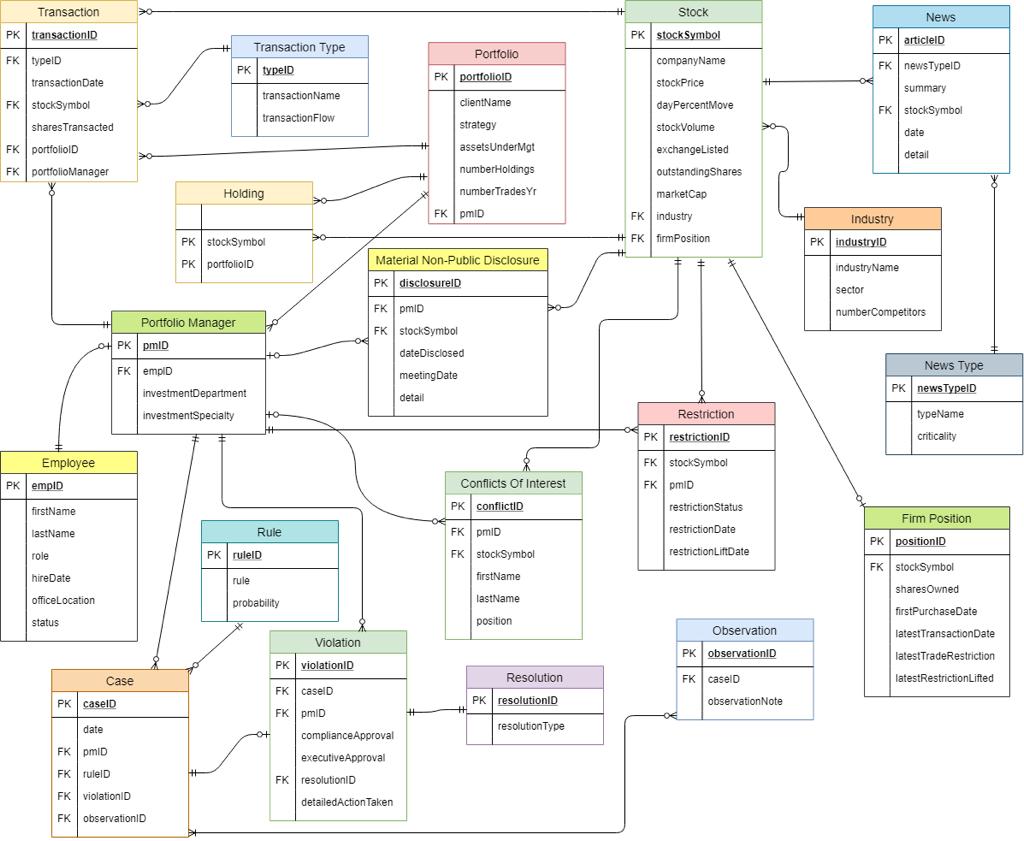 Transaction
PK transactionID
FK typeID
transactionDate
FK stockSymbol
sharesTransacted
FK portfolioID
FK portfolioManager
Transaction Type
PK typeID
transactionName
transactionFlow
Portfolio
PK portfolioID
clientName
strategy
assetsUnderMgt
numberHoldings
numberTradesYr
FK pmID
Stock
PK stockSymbol
companyName
stockPrice
dayPercentMove
stockVolume
exchangeListed
outstandingShares
marketCap
FK industry
FK firmPosition
News
PK articleID
FK newsTypeID
summary
FK stockSymbol
date
detail
Holding
PK stockSymbol
PK portfolioID
Industry
PK industryID
industryName
sector
numberCompetitors
Material Non-Public Disclosure
PK disclosureID
FK pmID
FK stockSymbol
dateDisclosed
meetingDate
detail
Portfolio Manager
PK pmID
FK empID
investmentDepartment
investmentSpecialty
News Type
PK newsTypeID
typeName
criticality
Restriction
PK restrictionID
FK stockSymbol
FK pmID
restrictionStatus
restrictionDate
restrictionLiftDate
Employee
PK empID
firstName
lastName
role
hireDate
officeLocation
status
Conflicts Of Interest
PK conflictID
FK pmID
FK stockSymbol
firstName
lastName
position
Firm Position
PK positionID
FK stockSymbol
sharesOwned
firstPurchaseDate
latestTransactionDate
latestTradeRestriction
latestRestrictionLifted
Rule
PK ruleID
rule
probability
Violation
PK violationID
FK caseID
FK pmID
complianceApproval
executiveApproval
FK resolutionID
detailedActionTaken
Observation
PK observationID
FK caseID
observationNote
Case
PK caseID
date
FK pmID
FK ruleID
FK violationID
FK observationID
Resolution
PK resolutionID
resolutionType